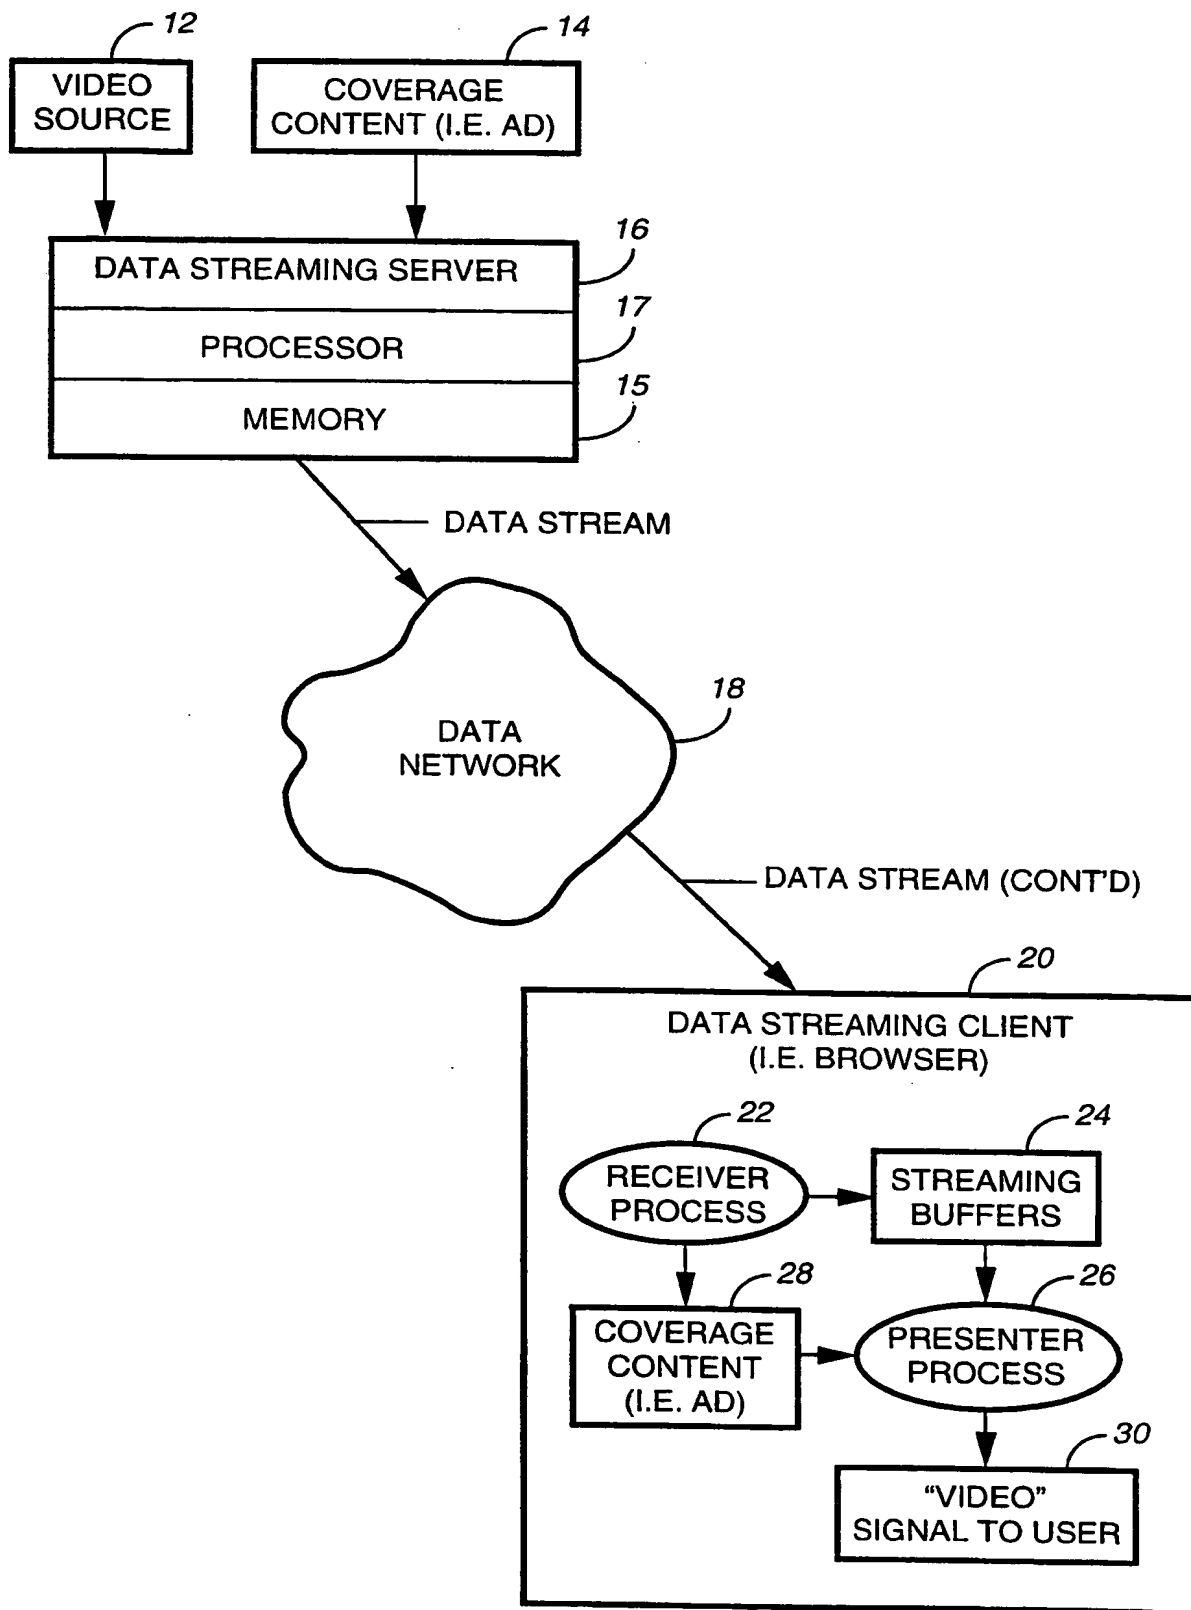 12
14
VIDEO
SOURCE
COVERAGE
CONTENT (I.E. AD)
16
DATA STREAMING SERVER
17
PROCESSOR
15
MEMORY
DATA STREAM
18
DATA
NETWORK
DATA STREAM (CONT'D)
20
DATA STREAMING CLIENT
(I.E. BROWSER)
22
24
RECEIVER
PROCESS
STREAMING
BUFFERS
28
26
COVERAGE
CONTENT
(I.E. AD)
PRESENTER
PROCESS
30
“VIDEO”
SIGNAL TO USER